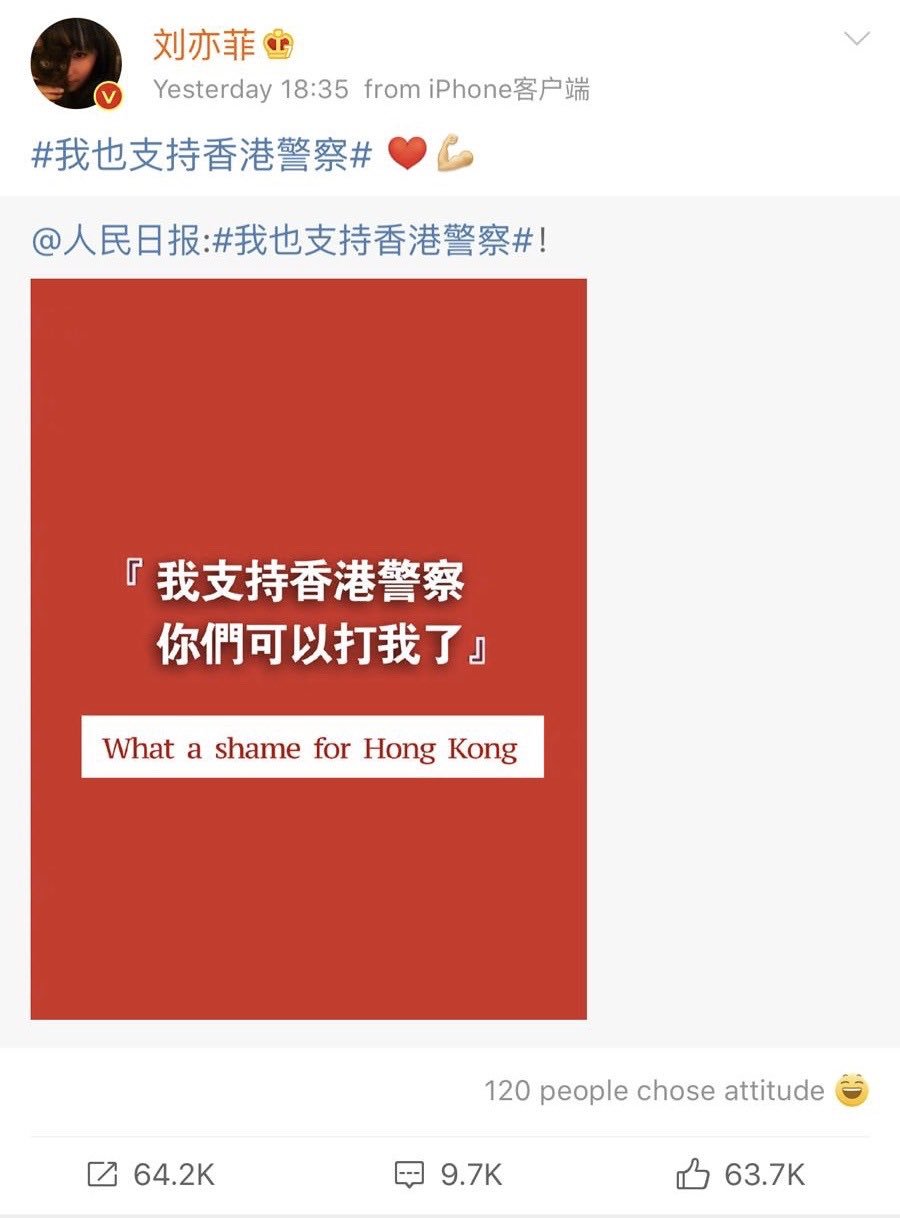 刘亦菲
Yesterday 18:35 from iPhone客户端
#我也支持香港警察# ❤️💪🏼
@人民日报:#我也支持香港警察#！
『我支持香港警察
你們可以打我了』
What a shame for Hong Kong
120 people chose attitude 😄
64.2K 9.7K 63.7K